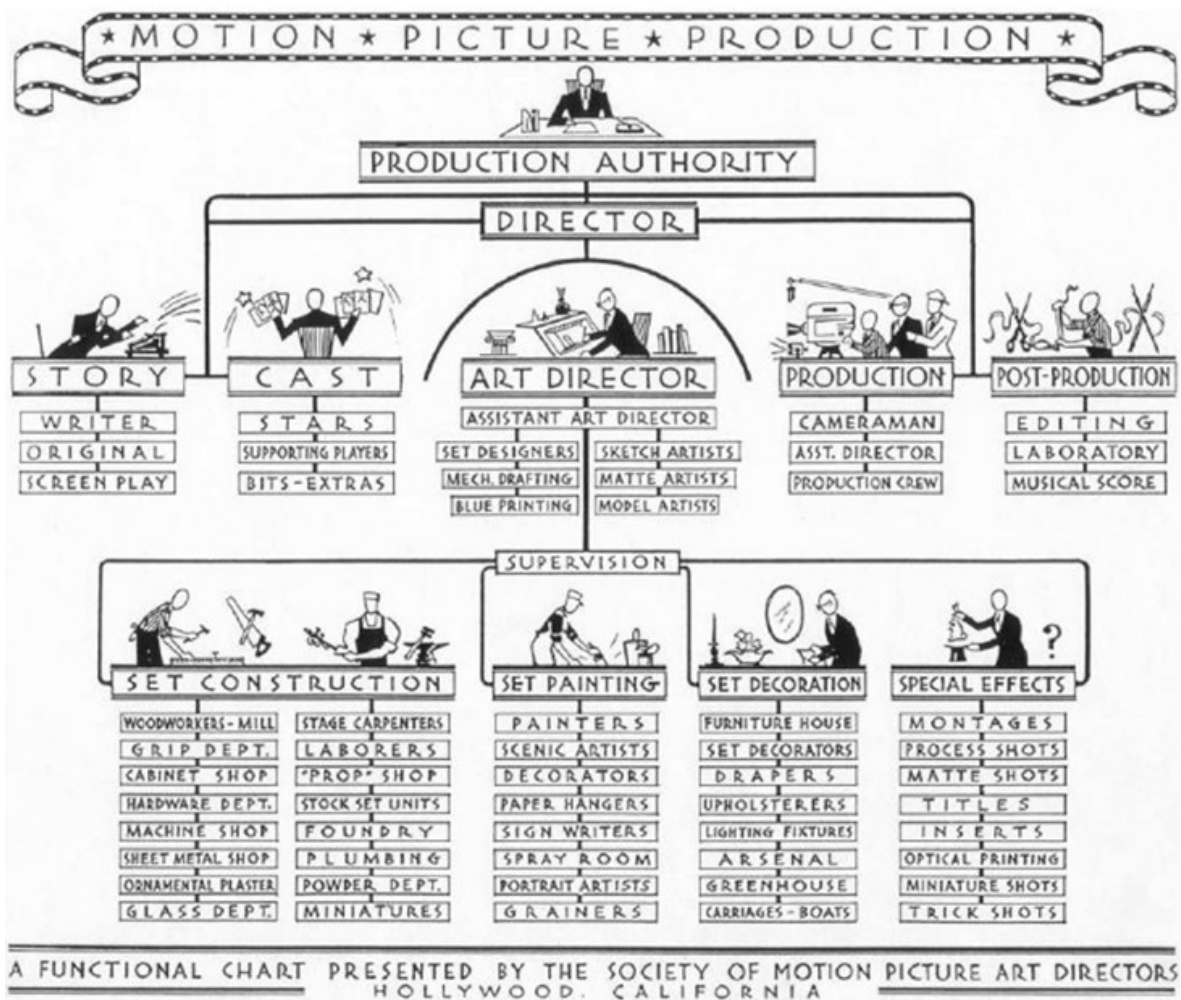 ★ MOTION ★ PICTURE ★ PRODUCTION ★
PRODUCTION AUTHORITY
DIRECTOR
STORY
WRITER
ORIGINAL
SCREEN PLAY
CAST
STARS
SUPPORTING PLAYERS
BITS-EXTRAS
ART DIRECTOR
ASSISTANT ART DIRECTOR
SET DESIGNERS
MECH. DRAFTING
BLUE PRINTING
SKETCH ARTISTS
MATTE ARTISTS
MODEL ARTISTS
PRODUCTION
CAMERAMAN
ASST. DIRECTOR
PRODUCTION CREW
POST-PRODUCTION
EDITING
LABORATORY
MUSICAL SCORE
SUPERVISION
SET CONSTRUCTION
WOODWORKERS-MILL
GRIP DEPT.
CABINET SHOP
HARDWARE DEPT.
MACHINE SHOP
SHEET METAL SHOP
ORNAMENTAL PLASTER
GLASS DEPT.
STAGE CARPENTERS
LABORERS
"PROP" SHOP
STOCK SET UNITS
FOUNDRY
PLUMBING
POWDER DEPT.
MINIATURES
SET PAINTING
PAINTERS
SCENIC ARTISTS
DECORATORS
PAPER HANGERS
SIGN WRITERS
SPRAY ROOM
PORTRAIT ARTISTS
GRAINERS
SET DECORATION
FURNITURE HOUSE
SET DECORATORS
DRAPERS
UPHOLSTERERS
LIGHTING FIXTURES
ARSENAL
GREENHOUSE
CARRIAGES-BOATS
?
SPECIAL EFFECTS
MONTAGES
PROCESS SHOTS
MATTE SHOTS
TITLES
INSERTS
OPTICAL PRINTING
MINIATURE SHOTS
TRICK SHOTS
A FUNCTIONAL CHART PRESENTED BY THE SOCIETY OF MOTION PICTURE ART DIRECTORS
HOLLYWOOD, CALIFORNIA